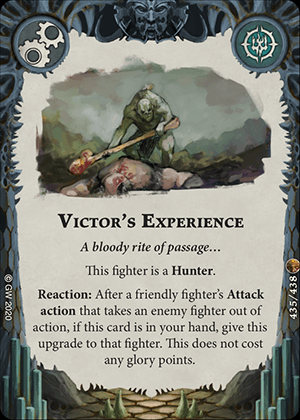 VICTOR'S EXPERIENCE
A bloody rite of passage…
This fighter is a Hunter.
Reaction: After a friendly fighter's Attack
action that takes an enemy fighter out of
action, if this card is in your hand, give this
upgrade to that fighter. This does not cost
any glory points.
© GW 2020
435/438